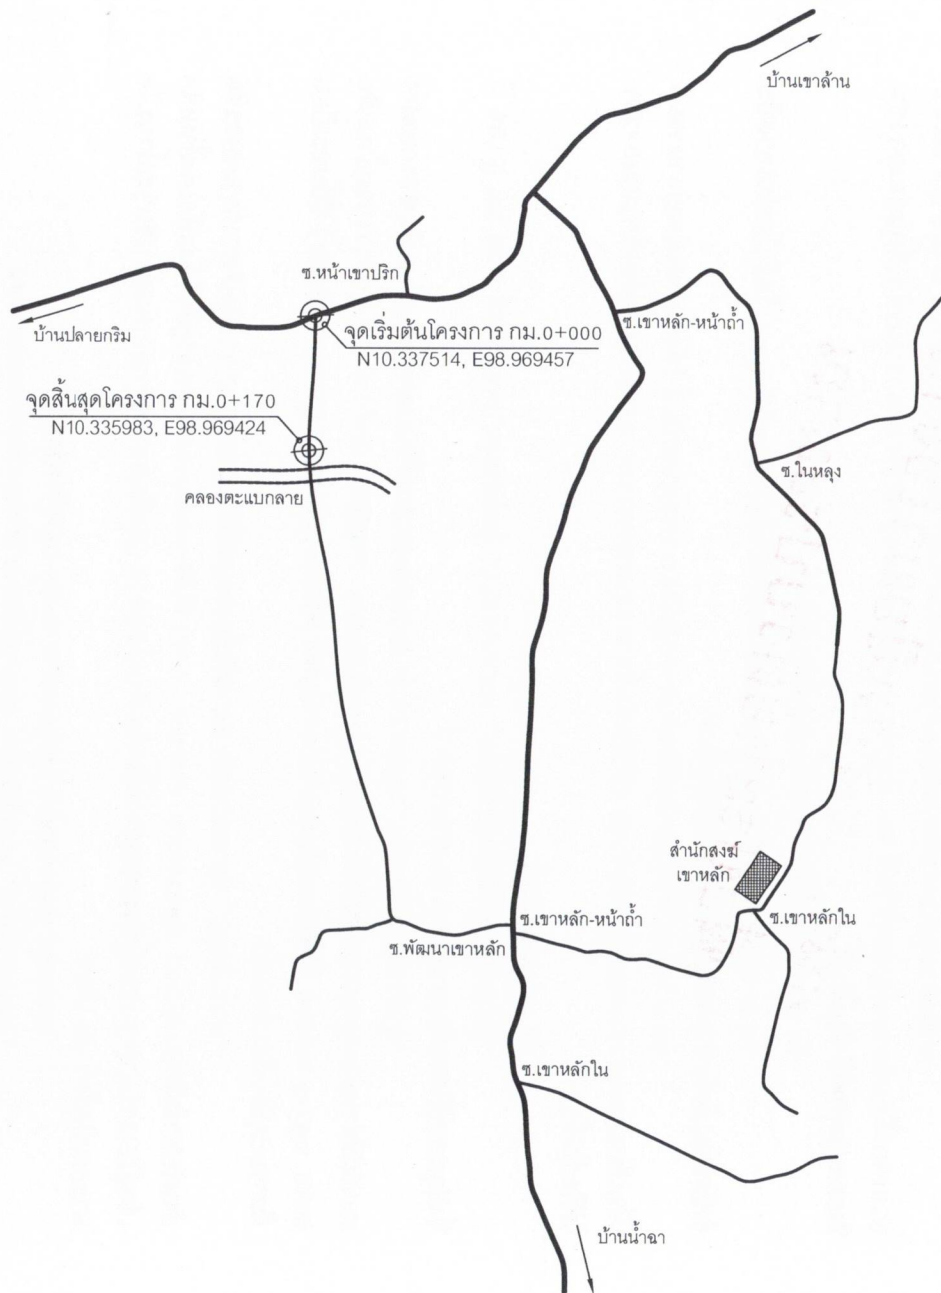 บ้านเขาล้าน
ซ.หน้าเขาปริก
บ้านปลายกริม
จุดเริ่มต้นโครงการ กม.0+000
N10.337514, E98.969457
ซ.เขาหลัก-หน้าถ้ำ
จุดสิ้นสุดโครงการ กม.0+170
N10.335983, E98.969424
คลองตะแบกลาย
ซ.ในหลุง
สำนักสงฆ์
เขาหลัก
ซ.เขาหลัก-หน้าถ้ำ
ซ.เขาหลักใน
ซ.พัฒนาเขาหลัก
ซ.เขาหลักใน
บ้านน้ำฉา